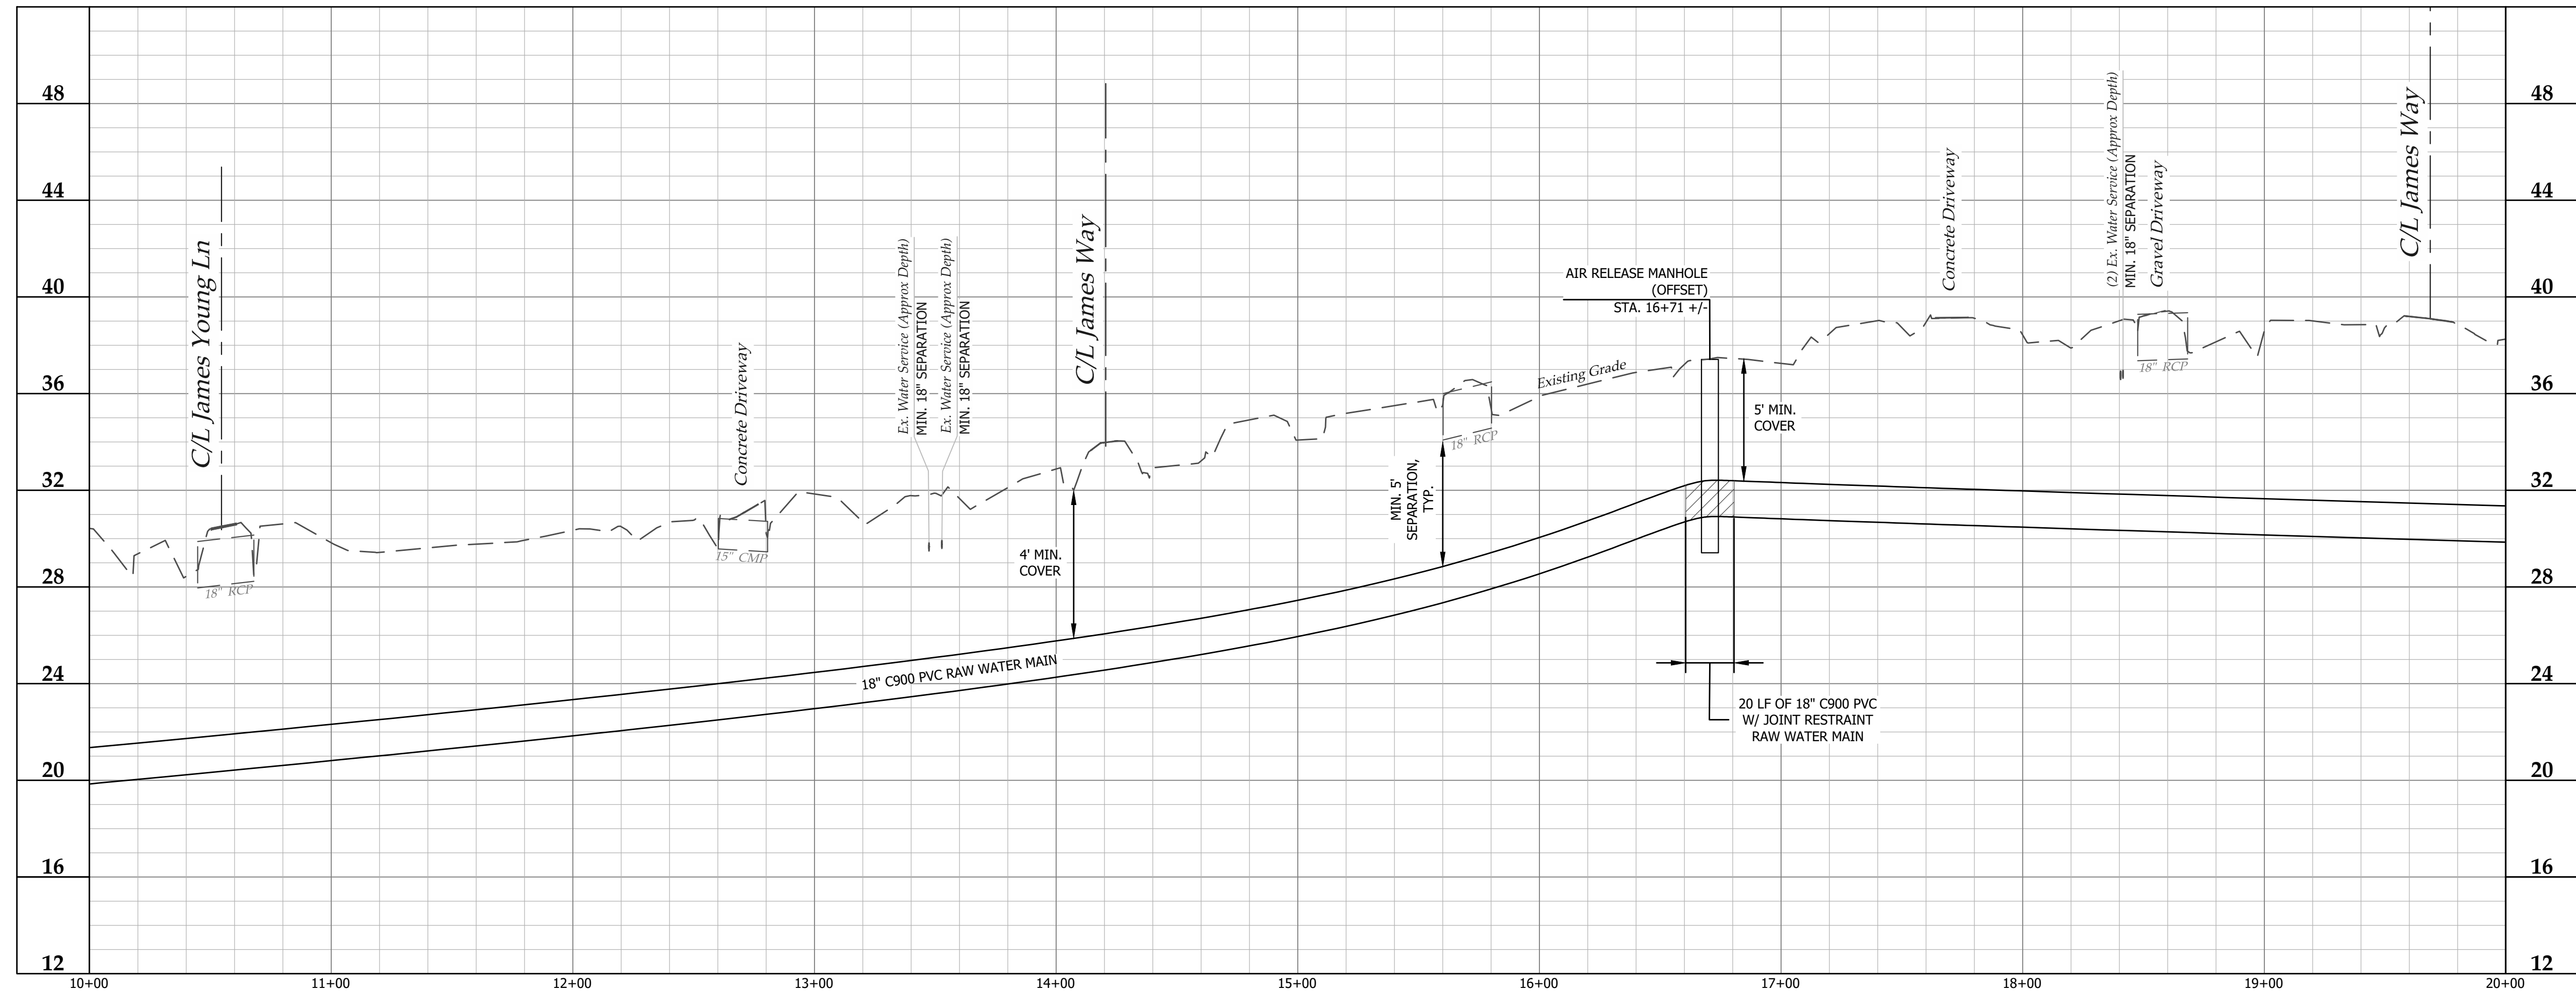 48
44
40
36
32
28
24
20
16
12
C/L James Young Ln
18" RCP
15" CMP
Concrete Driveway
Ex. Water Service (Approx Depth)
MIN. 18" SEPARATION
Ex. Water Service (Approx Depth)
MIN. 18" SEPARATION
C/L James Way
4' MIN.
COVER
18" C900 PVC RAW WATER MAIN
MIN. 5'
SEPARATION,
TYP.
18" RCP
Existing Grade
AIR RELEASE MANHOLE
(OFFSET)
STA. 16+71 +/-
5' MIN.
COVER
20 LF OF 18" C900 PVC
W/ JOINT RESTRAINT
RAW WATER MAIN
Concrete Driveway
(2) Ex. Water Service (Approx Depth)
MIN. 18" SEPARATION
Gravel Driveway
18" RCP
C/L James Way
48
44
40
36
32
28
24
20
16
12
10+00
11+00
12+00
13+00
14+00
15+00
16+00
17+00
18+00
19+00
20+00